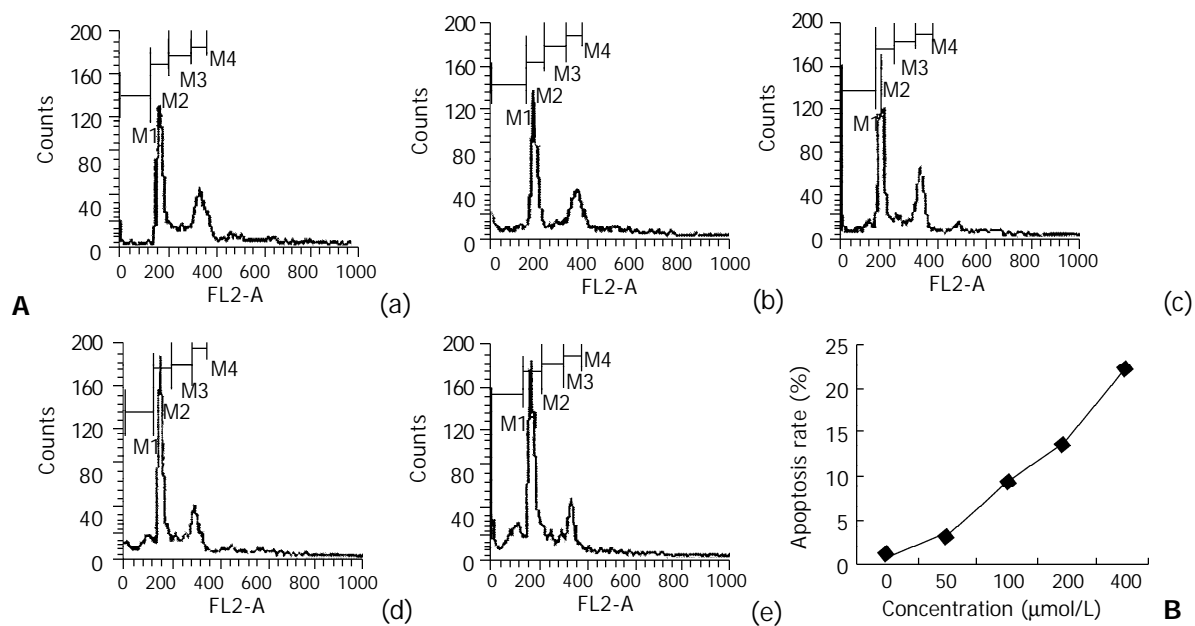 200
160
120
80
40
0
Counts
M1
M2
M3
M4
0 200 400 600 800 1000
FL2-A
A
(a)
200
160
120
80
40
0
Counts
M1
M2
M3
M4
0 200 400 600 800 1000
FL2-A
(b)
200
160
120
80
40
0
Counts
M1
M2
M3
M4
0 200 400 600 800 1000
FL2-A
(c)
200
160
120
80
40
0
Counts
M1
M2
M3
M4
0 200 400 600 800 1000
FL2-A
(d)
200
160
120
80
40
0
Counts
M1
M2
M3
M4
0 200 400 600 800 1000
FL2-A
(e)
25
20
15
10
5
0
Apoptosis rate (%)
0 50 100 200 400
Concentration (μmol/L)
B